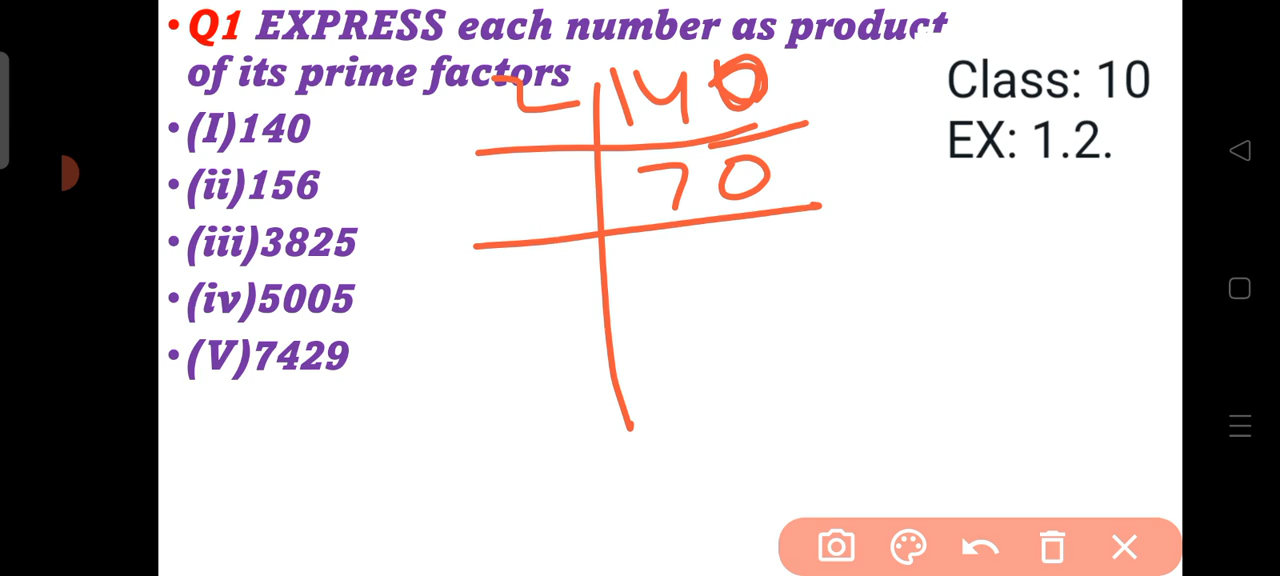 • Q1 EXPRESS each number as product
of its prime factors
• (I)140
• (ii)156
• (iii)3825
• (iv)5005
• (V)7429
2 140
70
Class: 10
EX: 1.2.